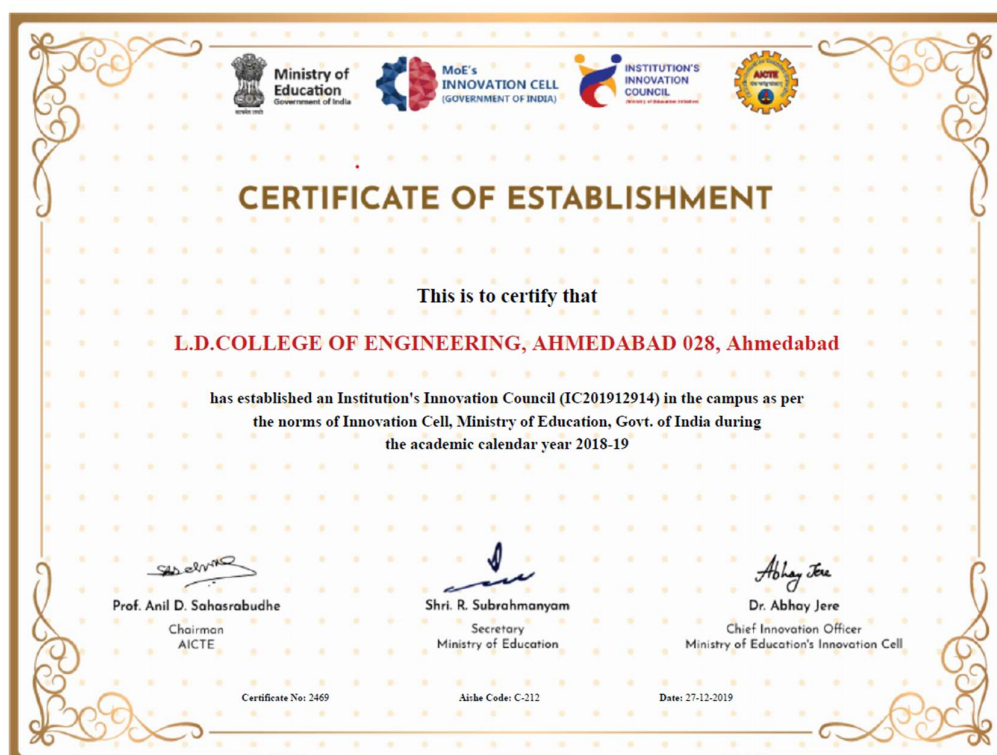 Ministry of
Education
Government of India
MoE's
INNOVATION CELL
(GOVERNMENT OF INDIA)
INSTITUTION'S
INNOVATION
COUNCIL
(Ministry of Education Initiative)
AICTE
CERTIFICATE OF ESTABLISHMENT
This is to certify that
L.D.COLLEGE OF ENGINEERING, AHMEDABAD 028, Ahmedabad
has established an Institution's Innovation Council (IC201912914) in the campus as per
the norms of Innovation Cell, Ministry of Education, Govt. of India during
the academic calendar year 2018-19
Abhay Jere
Prof. Anil D. Sahasrabudhe
Chairman
AICTE
Shri. R. Subrahmanyam
Secretary
Ministry of Education
Dr. Abhay Jere
Chief Innovation Officer
Ministry of Education's Innovation Cell
Certificate No: 2469
Aishe Code: C-212
Date: 27-12-2019